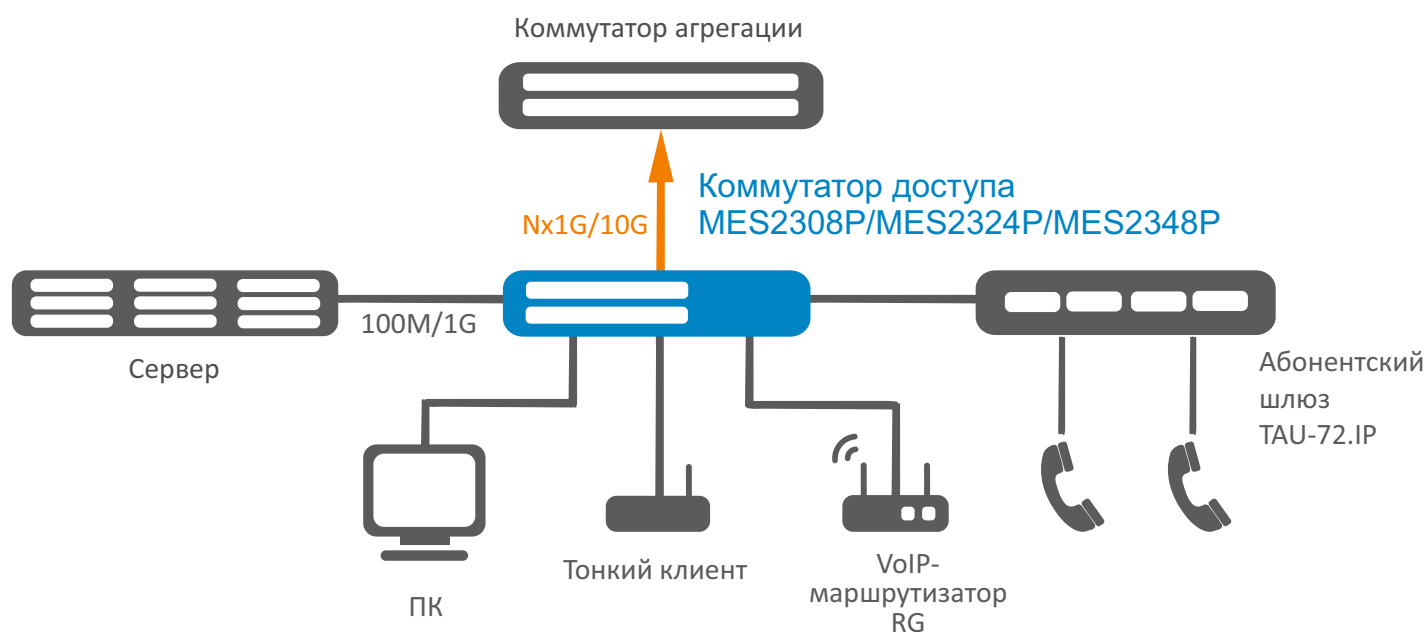 Коммутатор агрегации
Коммутатор доступа
Nx1G/10G
MES2308P/MES2324P/MES2348P
100M/1G
Сервер
Абонентский
шлюз
TAU-72.IP
ПК
Тонкий клиент
VoIP-
маршрутизатор
RG